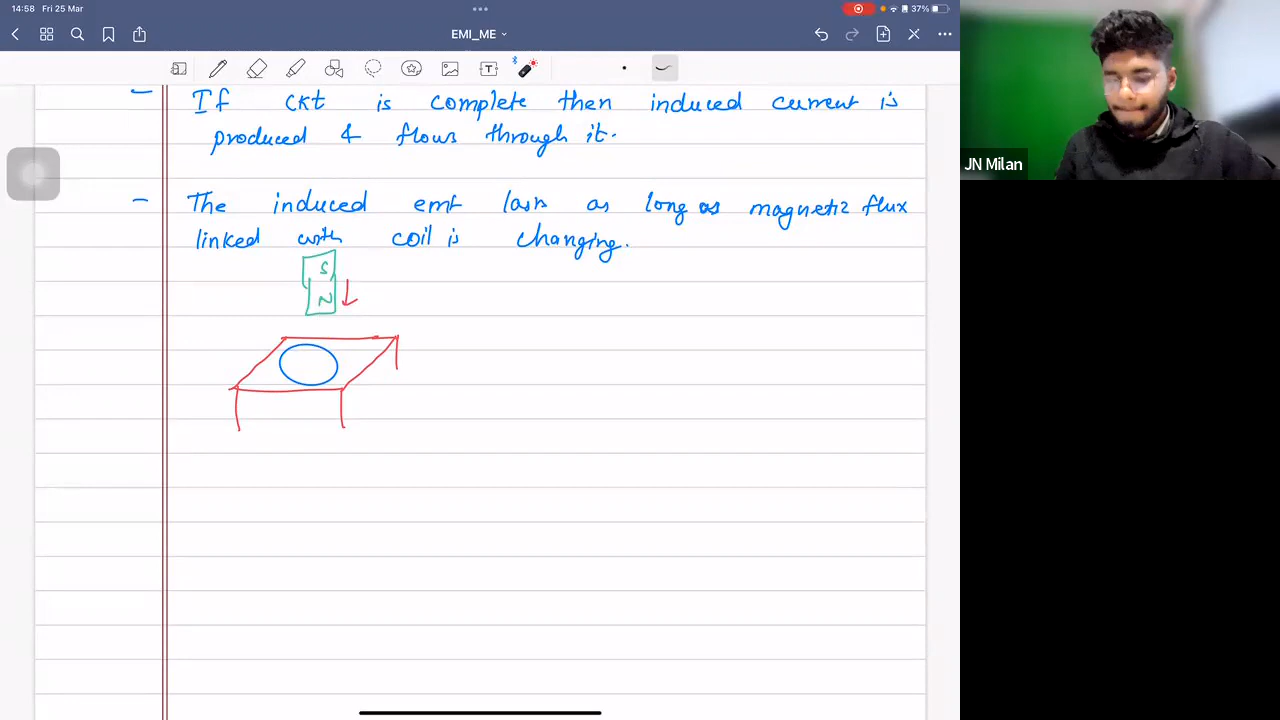 14:58 Fri 25 Mar
37%
EMI_ME
If ckt is complete then induced current is
produced & flows through it.
- The induced emf lasts as long as magnetic flux
linked with coil is changing.
S
N
JN Milan